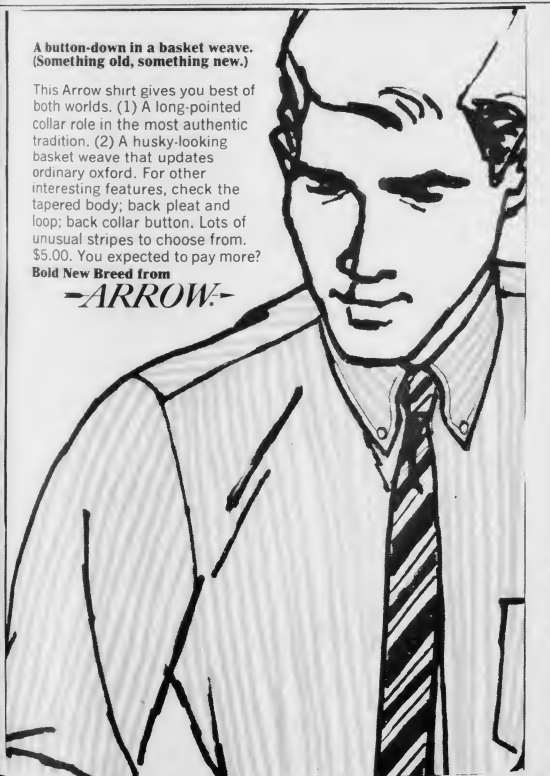 A button-down in a basket weave.
(Something old, something new.)
This Arrow shirt gives you best of
both worlds. (1) A long-pointed
collar role in the most authentic
tradition. (2) A husky-looking
basket weave that updates
ordinary oxford. For other
interesting features, check the
tapered body; back pleat and
loop; back collar button. Lots of
unusual stripes to choose from.
$5.00. You expected to pay more?
Bold New Breed from
ARROW.